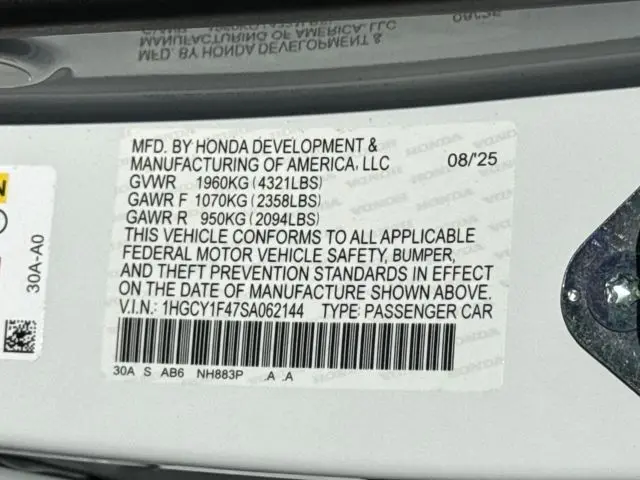 MFD. BY HONDA DEVELOPMENT &
MANUFACTURING OF AMERICA, LLC 08/'25
GVWR 1960KG (4321LBS)
GAWR F 1070KG (2358LBS)
GAWR R 950KG (2094LBS)
THIS VEHICLE CONFORMS TO ALL APPLICABLE
FEDERAL MOTOR VEHICLE SAFETY, BUMPER,
AND THEFT PREVENTION STANDARDS IN EFFECT
ON THE DATE OF MANUFACTURE SHOWN ABOVE.
V.I.N.: 1HGCY1F47SA062144 TYPE: PASSENGER CAR
30A S AB6 NH883P .A .A
30A-A0